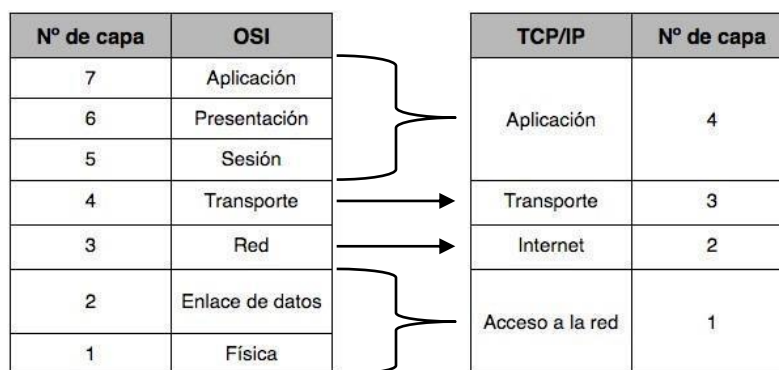 Nº de capa OSI TCP/IP Nº de capa
7 Aplicación
6 Presentación Aplicación 4
5 Sesión
4 Transporte Transporte 3
3 Red Internet 2
2 Enlace de datos
Acceso a la red 1
1 Física